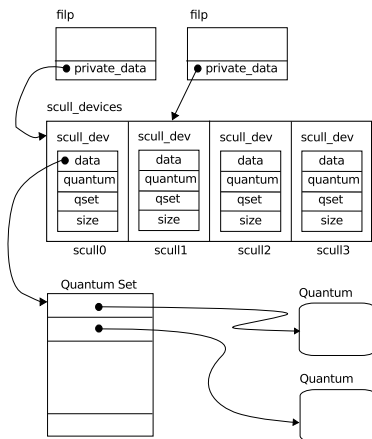 filp filp
private_data private_data
scull_devices
scull_dev scull_dev scull_dev scull_dev
data data data data
quantum quantum quantum quantum
qset qset qset qset
size size size size
scull0 scull1 scull2 scull3
Quantum Set
Quantum
Quantum